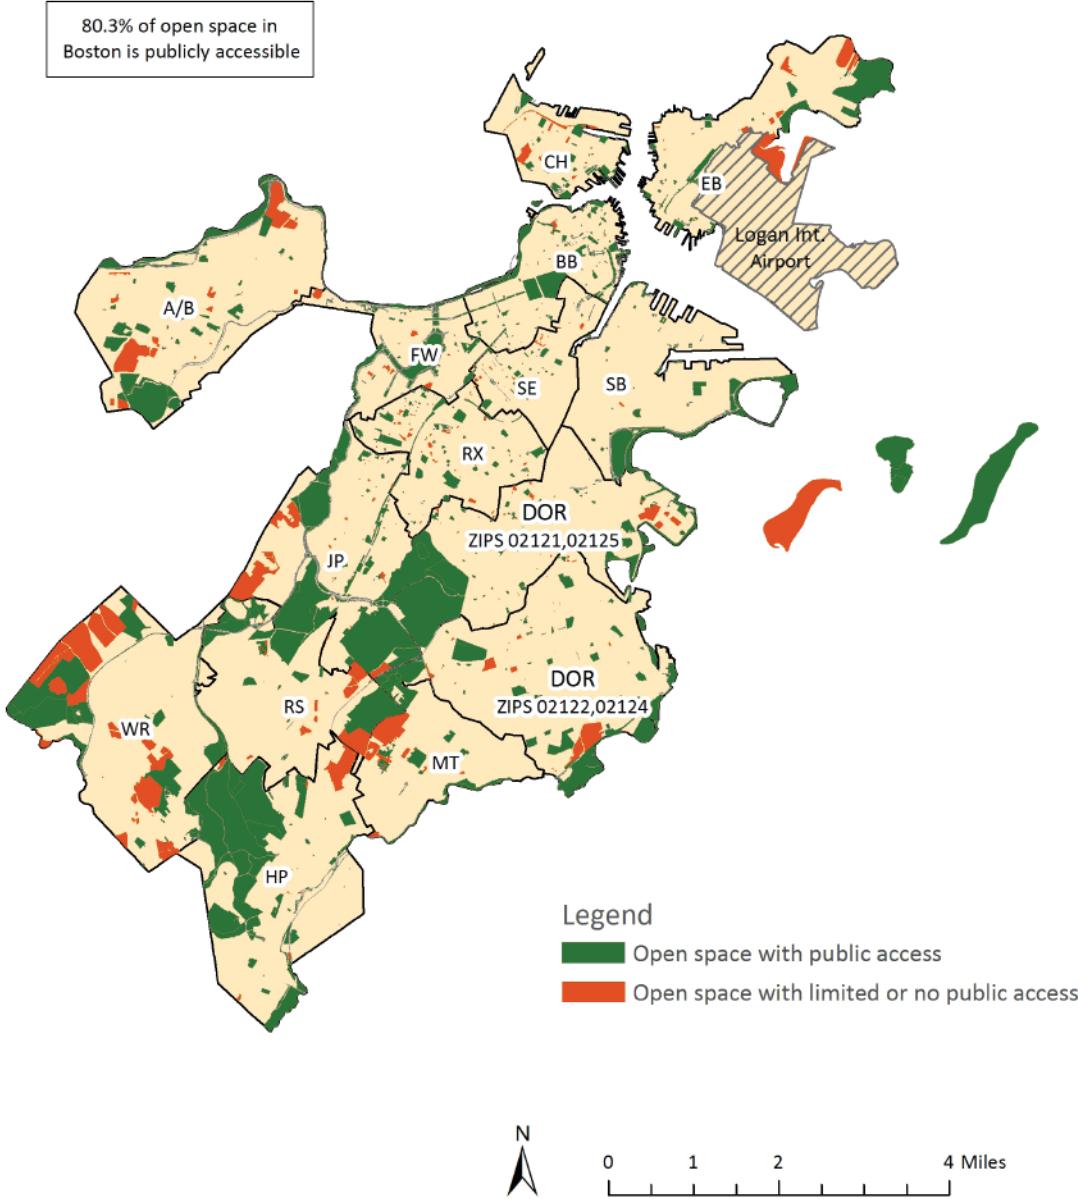 80.3% of open space in
Boston is publicly accessible
CH
EB
Logan Int.
Airport
BB
A/B
FW
SE
SB
RX
DOR
ZIPS 02121,02125
JP
DOR
ZIPS 02122,02124
RS
WR
MT
HP
Legend
Open space with public access
Open space with limited or no public access
N
0 1 2 4 Miles